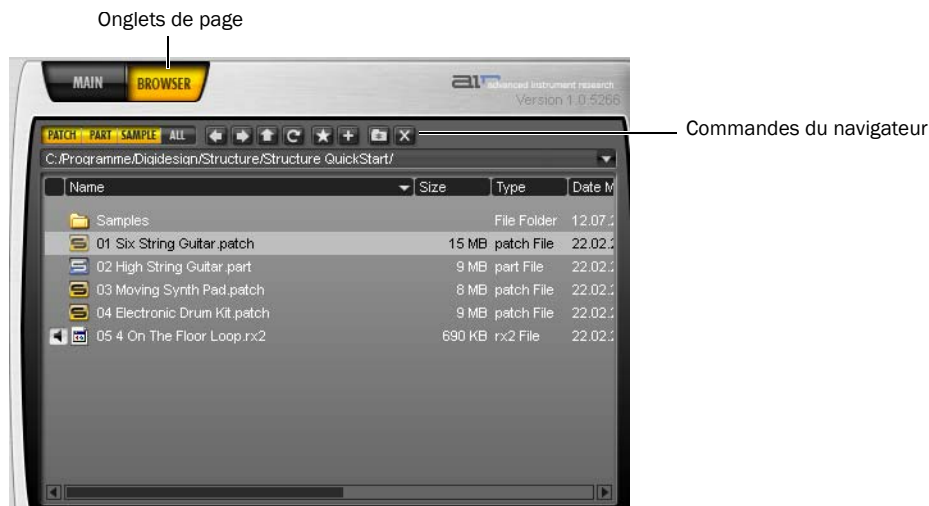 Onglets de page
MAIN BROWSER
aır advanced instrument research
Version 1.0.5266
PATCH PART SAMPLE ALL
Commandes du navigateur
C:/Programme/Digidesign/Structure/Structure QuickStart/
Name Size Type Date M
Samples File Folder 12.07.2
01 Six String Guitar.patch 15 MB patch File 22.02.2
02 High String Guitar.part 9 MB part File 22.02.2
03 Moving Synth Pad.patch 8 MB patch File 22.02.2
04 Electronic Drum Kit.patch 9 MB patch File 22.02.2
05 4 On The Floor Loop.rx2 690 KB rx2 File 22.02.2